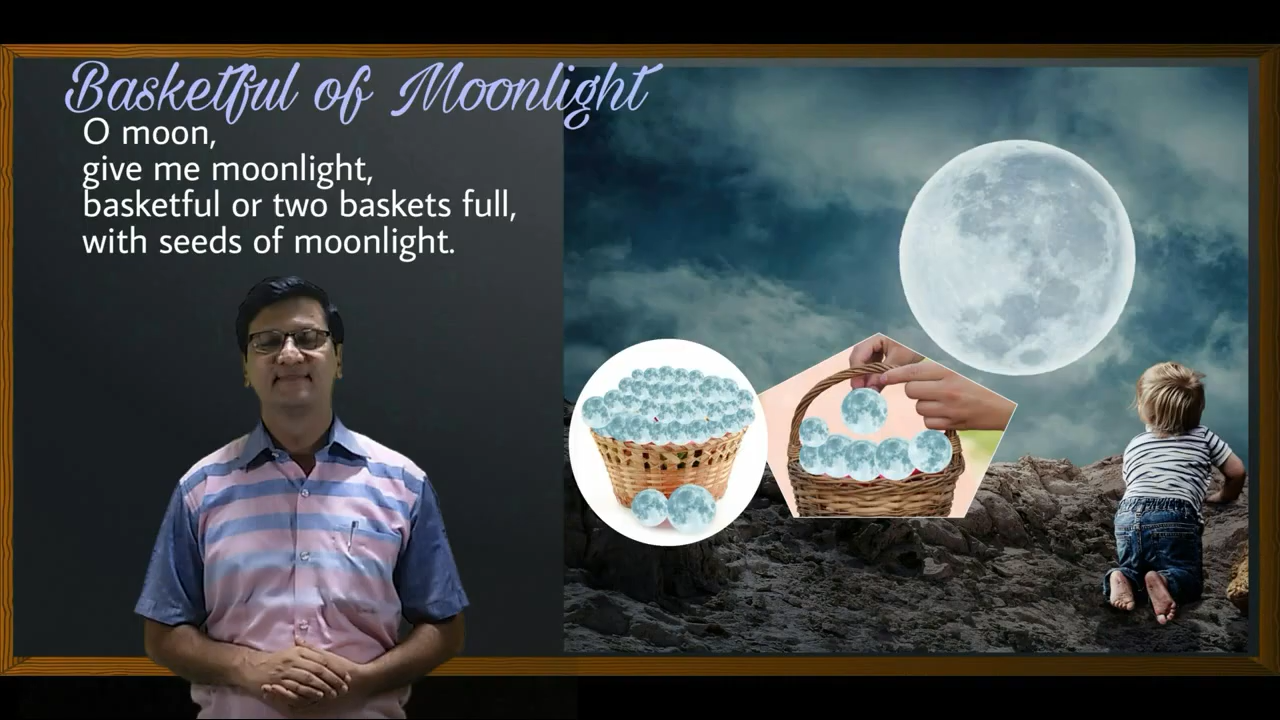 Basketful of Moonlight
O moon,
give me moonlight,
basketful or two baskets full,
with seeds of moonlight.